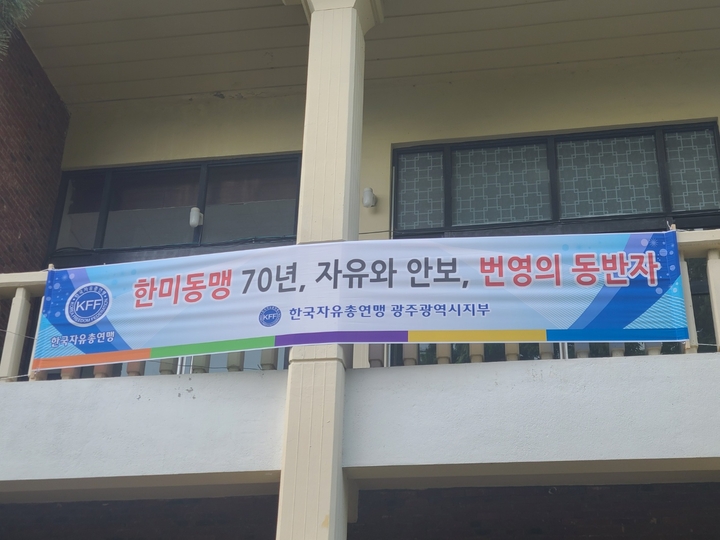 한미동맹 70년, 자유와 안보, 번영의 동반자
KFF
한국자유총연맹
KFF
한국자유총연맹 광주광역시지부